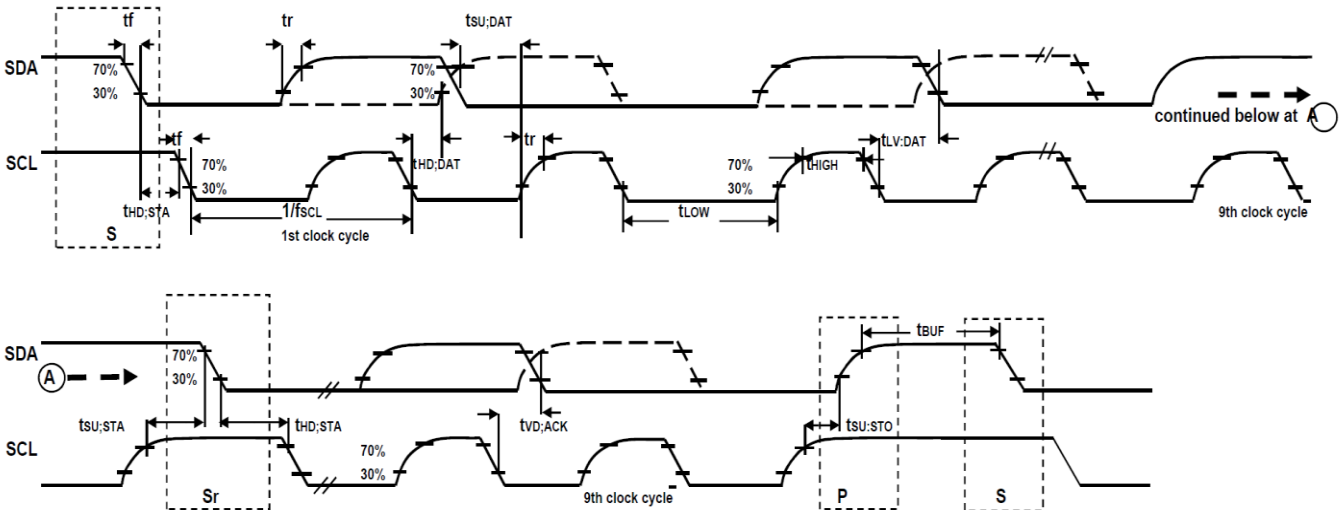 tf tr tSU;DAT
SDA 70% 70%
30% 30%
continued below at A
tf tHD;DAT tr tLV:DAT
SCL 70% 70% tHIGH
30% 30%
tHD;STA 1/fSCL tLOW 9th clock cycle
S 1st clock cycle
tBUF
SDA 70%
A 30%
tSU;STA tHD;STA tVD;ACK tSU:STO
SCL 70%
30%
Sr 9th clock cycle P S